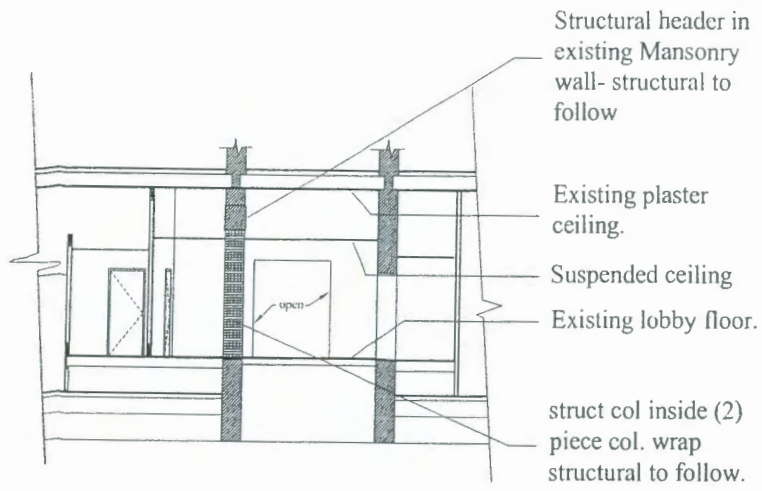 Structural header in
existing Mansonry
wall- structural to
follow
Existing plaster
ceiling.
Suspended ceiling
open
Existing lobby floor.
struct col inside (2)
piece col. wrap
structural to follow.